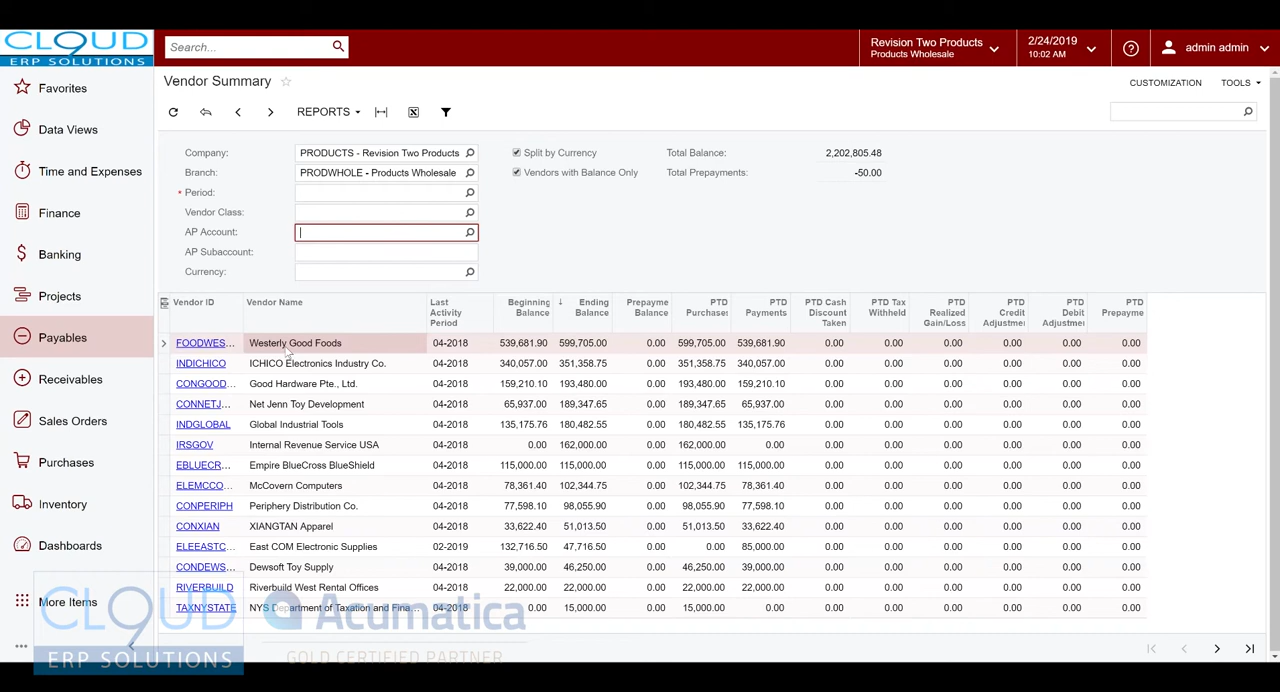 CLOUD9
ERP SOLUTIONS
Search...
Revision Two Products
Products Wholesale
2/24/2019
10:02 AM
?
admin admin
Favorites
Data Views
Time and Expenses
Finance
Banking
Projects
Payables
Receivables
Sales Orders
Purchases
Inventory
Dashboards
More Items
Vendor Summary
CUSTOMIZATION TOOLS
REPORTS
Company: PRODUCTS - Revision Two Products Split by Currency Total Balance: 2,202,805.48
Branch: PRODWHOLE - Products Wholesale Vendors with Balance Only Total Prepayments: -50.00
* Period:
Vendor Class:
AP Account:
AP Subaccount:
Currency:
Vendor ID Vendor Name Last Activity Period Beginning Balance ↓ Ending Balance Prepayme Balance PTD Purchase: PTD Payments PTD Cash Discount Taken PTD Tax Withheld PTD Realized Gain/Loss PTD Credit Adjustmer PTD Debit Adjustmer PTD Prepayme
FOODWES... Westerly Good Foods 04-2018 539,681.90 599,705.00 0.00 599,705.00 539,681.90 0.00 0.00 0.00 0.00 0.00 0.00
INDICHICO ICHICO Electronics Industry Co. 04-2018 340,057.00 351,358.75 0.00 351,358.75 340,057.00 0.00 0.00 0.00 0.00 0.00 0.00
CONGOOD... Good Hardware Pte., Ltd. 04-2018 159,210.10 193,480.00 0.00 193,480.00 159,210.10 0.00 0.00 0.00 0.00 0.00 0.00
CONNETJ... Net Jenn Toy Development 04-2018 65,937.00 189,347.65 0.00 189,347.65 65,937.00 0.00 0.00 0.00 0.00 0.00 0.00
INDGLOBAL Global Industrial Tools 04-2018 135,175.76 180,482.55 0.00 180,482.55 135,175.76 0.00 0.00 0.00 0.00 0.00 0.00
IRSGOV Internal Revenue Service USA 04-2018 0.00 162,000.00 0.00 162,000.00 0.00 0.00 0.00 0.00 0.00 0.00 0.00
EBLUECR... Empire BlueCross BlueShield 04-2018 115,000.00 115,000.00 0.00 115,000.00 115,000.00 0.00 0.00 0.00 0.00 0.00 0.00
ELEMCCO... McCovern Computers 04-2018 78,361.40 102,344.75 0.00 102,344.75 78,361.40 0.00 0.00 0.00 0.00 0.00 0.00
CONPERIPH Periphery Distribution Co. 04-2018 77,598.10 98,055.90 0.00 98,055.90 77,598.10 0.00 0.00 0.00 0.00 0.00 0.00
CONXIAN XIANGTAN Apparel 04-2018 33,622.40 51,013.50 0.00 51,013.50 33,622.40 0.00 0.00 0.00 0.00 0.00 0.00
ELEEASTC... East COM Electronic Supplies 02-2019 132,716.50 47,716.50 0.00 0.00 85,000.00 0.00 0.00 0.00 0.00 0.00 0.00
CONDEWS... Dewsoft Toy Supply 04-2018 39,000.00 46,250.00 0.00 46,250.00 39,000.00 0.00 0.00 0.00 0.00 0.00 0.00
RIVERBUILD Riverbuild West Rental Offices 04-2018 22,000.00 22,000.00 0.00 22,000.00 22,000.00 0.00 0.00 0.00 0.00 0.00 0.00
TAXNYSTATE NYS Department of Taxation and Fina... 04-2018 0.00 15,000.00 0.00 15,000.00 0.00 0.00 0.00 0.00 0.00 0.00 0.00
CLOUD9
ERP SOLUTIONS
Acumatica
GOLD CERTIFIED PARTNER